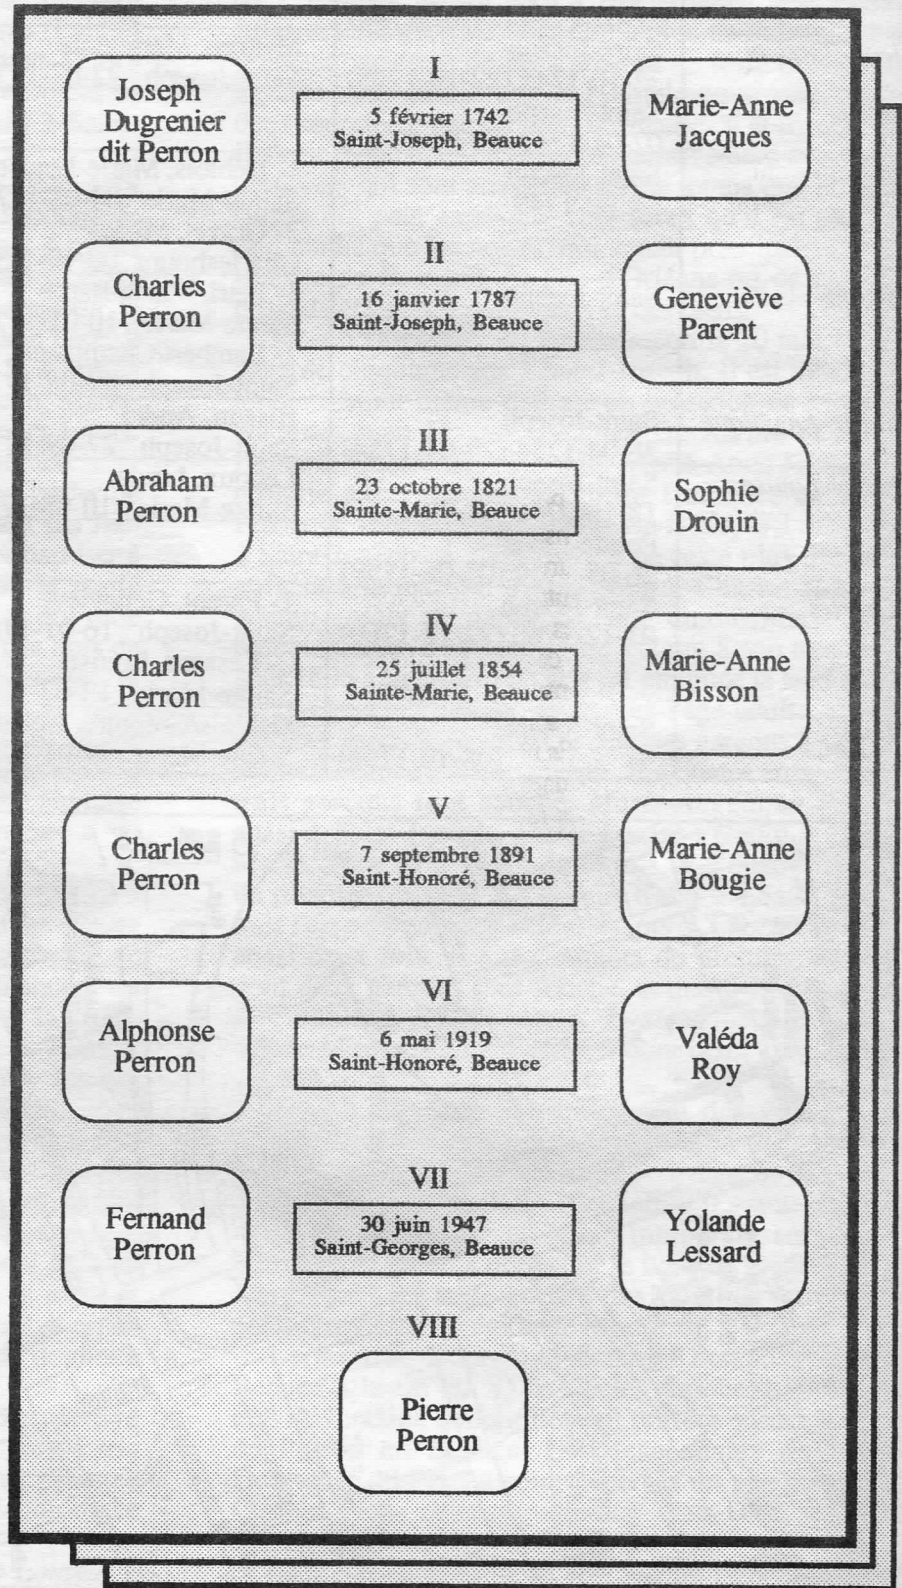 I
Joseph
Dugrenier
dit Perron
5 février 1742
Saint-Joseph, Beauce
Marie-Anne
Jacques
II
Charles
Perron
16 janvier 1787
Saint-Joseph, Beauce
Geneviève
Parent
III
Abraham
Perron
23 octobre 1821
Sainte-Marie, Beauce
Sophie
Drouin
IV
Charles
Perron
25 juillet 1854
Sainte-Marie, Beauce
Marie-Anne
Bisson
V
Charles
Perron
7 septembre 1891
Saint-Honoré, Beauce
Marie-Anne
Bougie
VI
Alphonse
Perron
6 mai 1919
Saint-Honoré, Beauce
Valéda
Roy
VII
Fernand
Perron
30 juin 1947
Saint-Georges, Beauce
Yolande
Lessard
VIII
Pierre
Perron